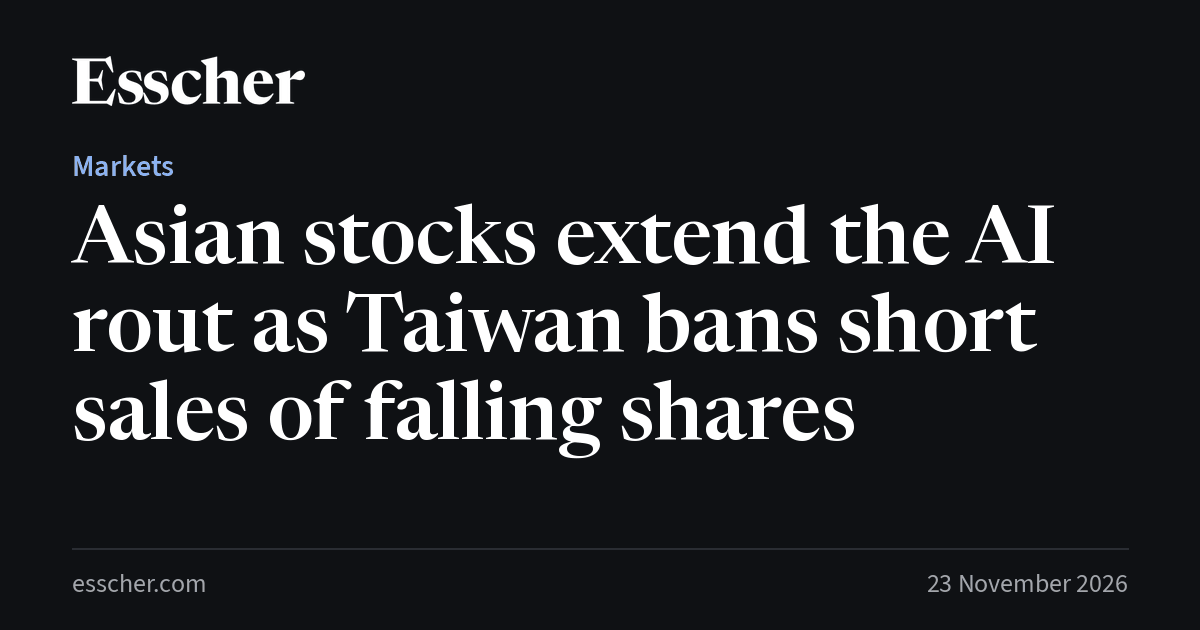 Esscher
Markets
Asian stocks extend the AI
rout as Taiwan bans short
sales of falling shares
esscher.com
23 November 2026